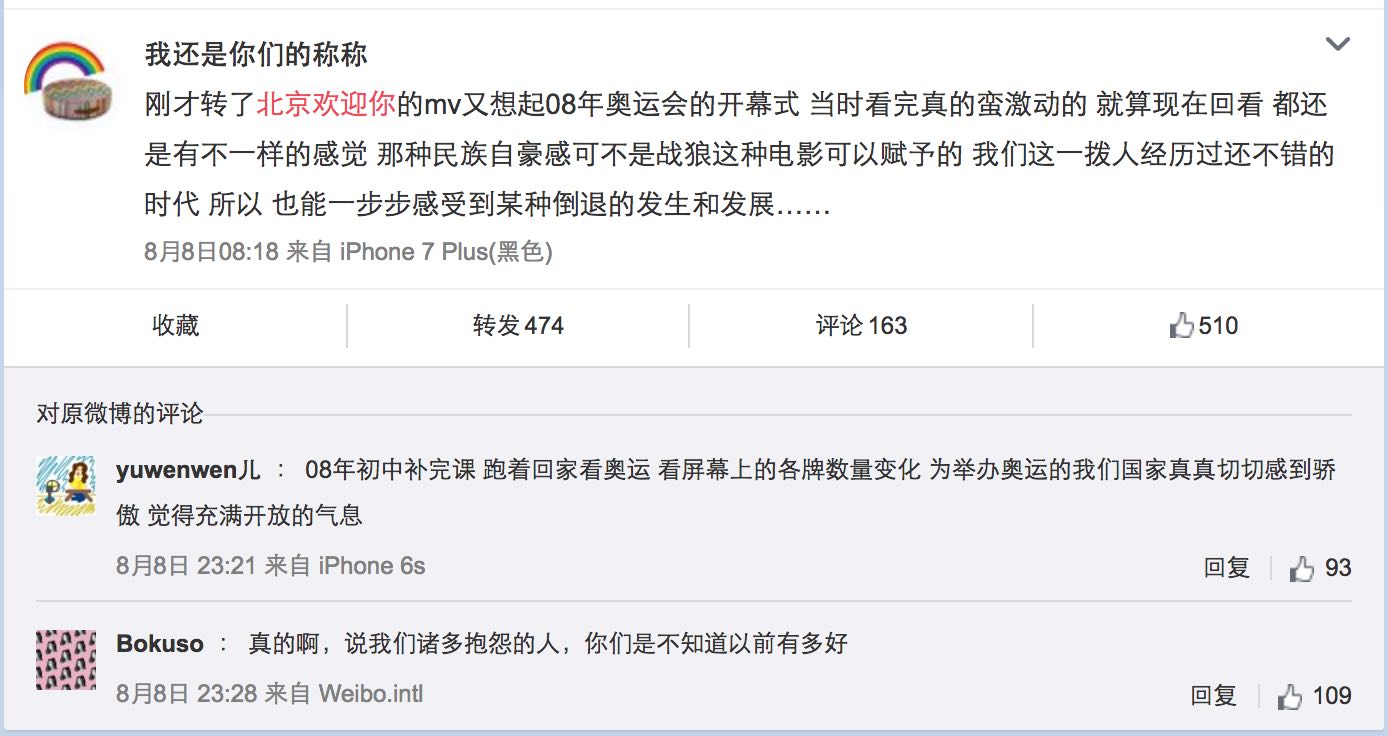 我还是你们的称称
刚才转了北京欢迎你的mv又想起08年奥运会的开幕式 当时看完真的蛮激动的 就算现在回看 都还
是有不一样的感觉 那种民族自豪感可不是战狼这种电影可以赋予的 我们这一拨人经历过还不错的
时代 所以 也能一步步感受到某种倒退的发生和发展……
8月8日08:18 来自 iPhone 7 Plus(黑色)
收藏 转发 474 评论 163 510
对原微博的评论
yuwenwen儿 : 08年初中补完课 跑着回家看奥运 看屏幕上的各牌数量变化 为举办奥运的我们国家真真切切感到骄
傲 觉得充满开放的气息
8月8日 23:21 来自 iPhone 6s 回复 93
Bokuso : 真的啊，说我们诸多抱怨的人，你们是不知道以前有多好
8月8日 23:28 来自 Weibo.intl 回复 109